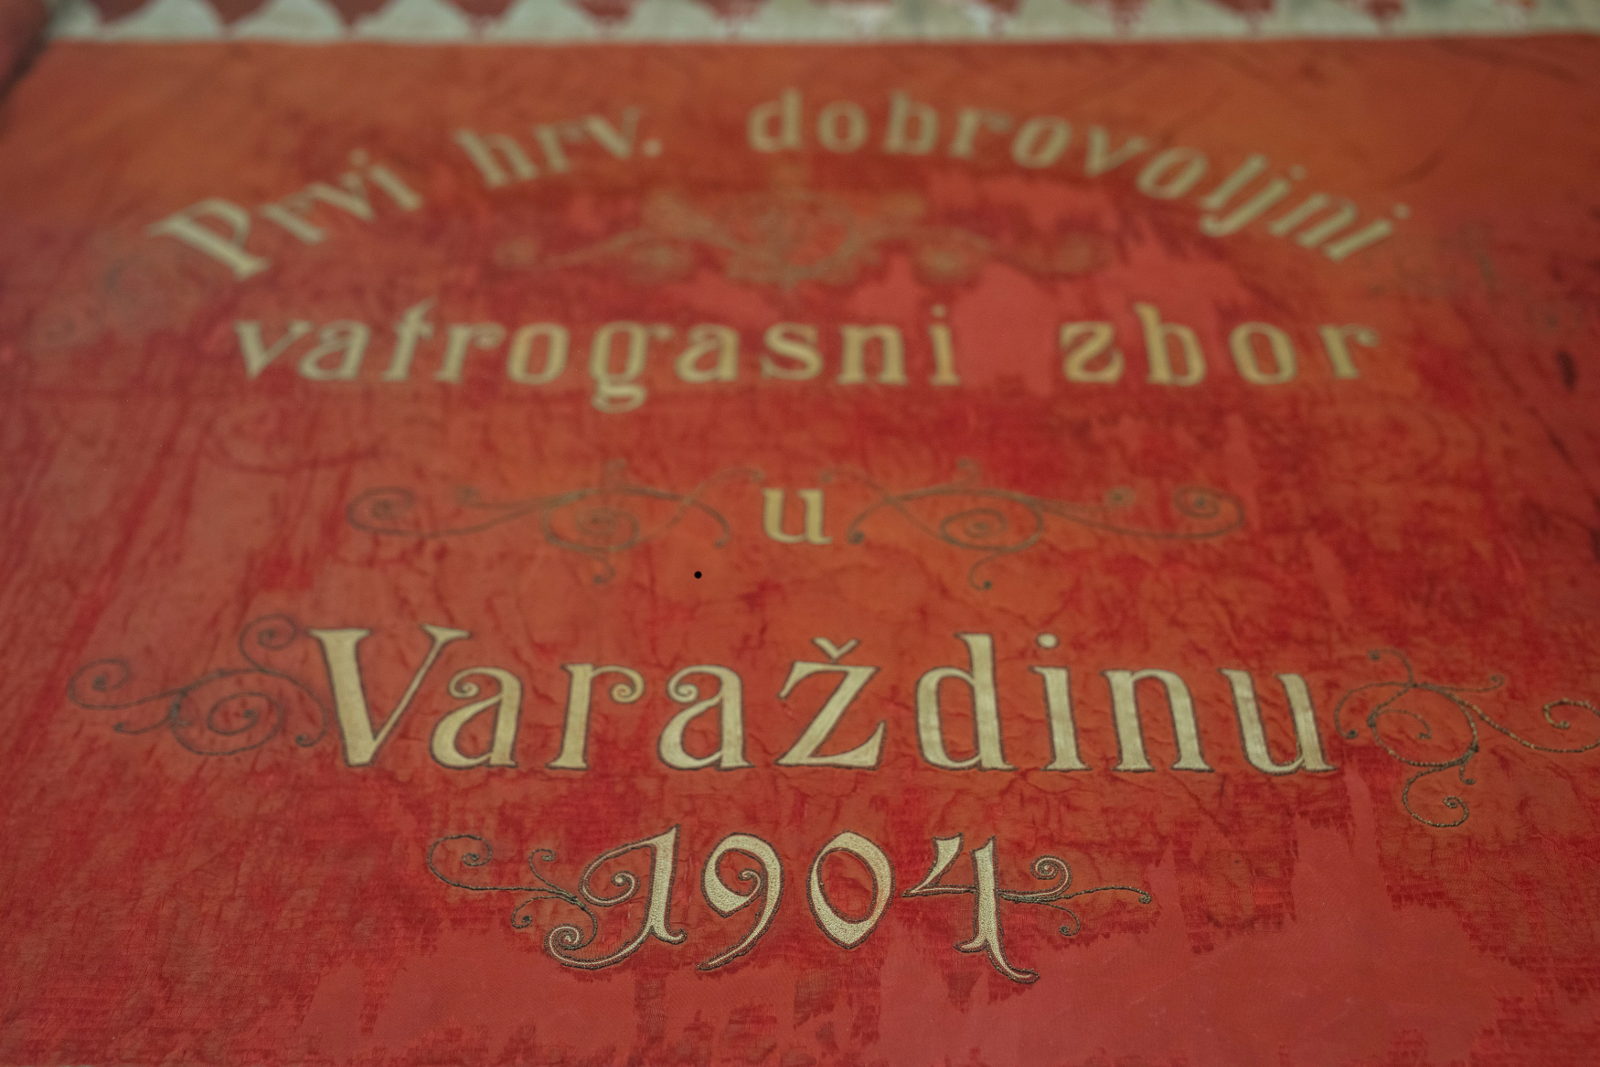 Prvi hrv. dobrovoljni
vatrogasni zbor
u
Varaždinu
1904